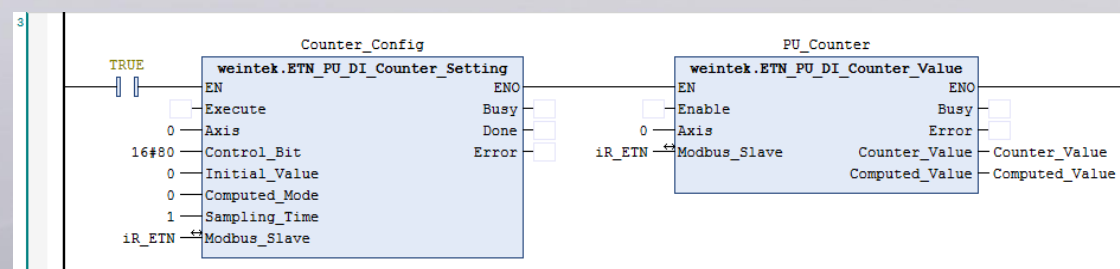 3
Counter_Config
PU_Counter
TRUE
weintek.ETN_PU_DI_Counter_Setting
weintek.ETN_PU_DI_Counter_Value
EN ENO
EN ENO
Execute Busy
Enable Busy
0 Axis Done
0 Axis Error
16#80 Control_Bit Error
iR_ETN Modbus_Slave Counter_Value Counter_Value
0 Initial_Value
Computed_Value Computed_Value
0 Computed_Mode
1 Sampling_Time
iR_ETN Modbus_Slave